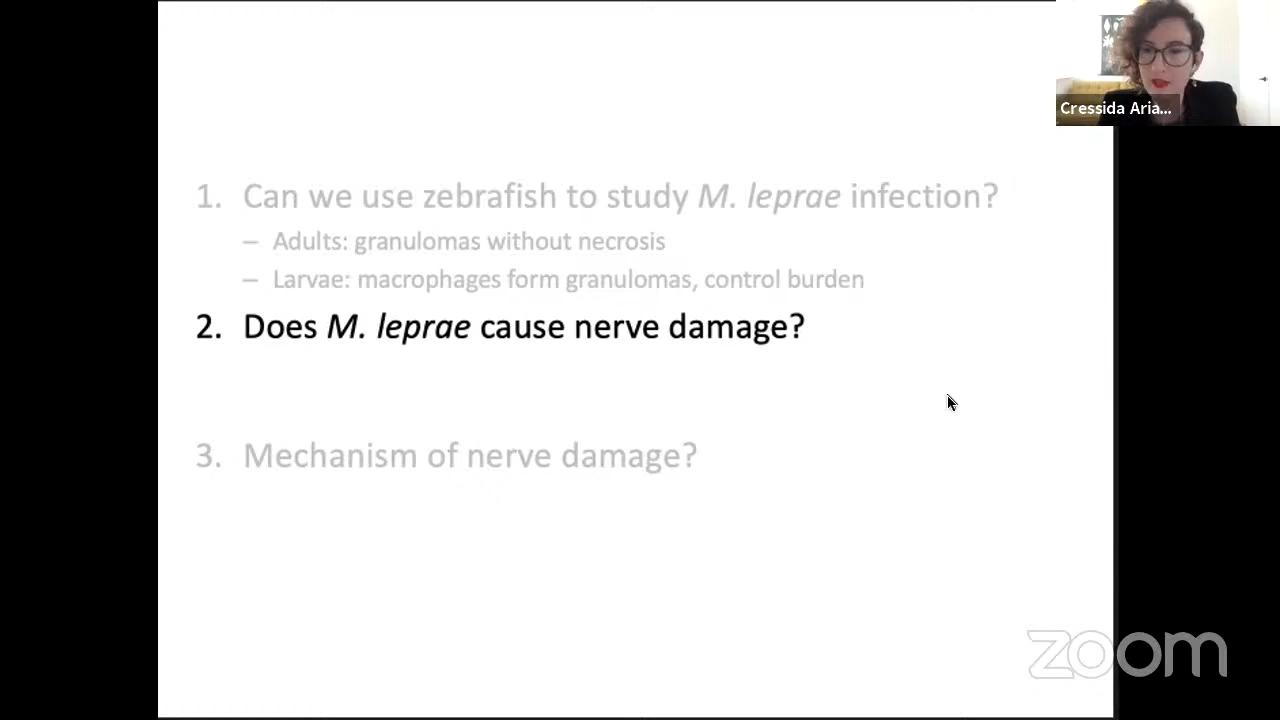 Cressida Aria...
1. Can we use zebrafish to study M. leprae infection?
– Adults: granulomas without necrosis
– Larvae: macrophages form granulomas, control burden
2. Does M. leprae cause nerve damage?
3. Mechanism of nerve damage?
zoom